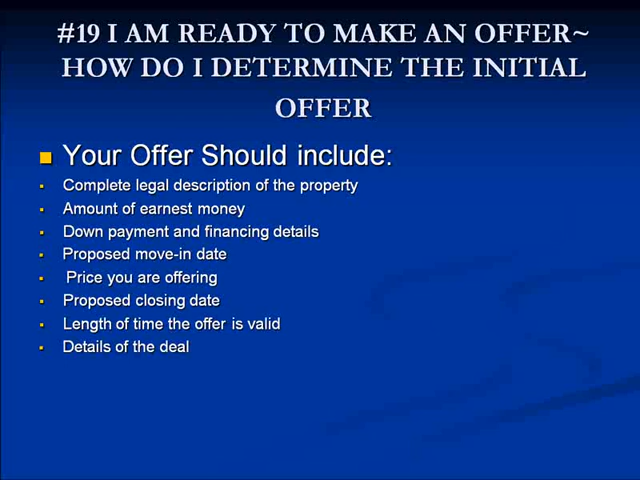 #19 I AM READY TO MAKE AN OFFER~
HOW DO I DETERMINE THE INITIAL
OFFER
Your Offer Should include:
Complete legal description of the property
Amount of earnest money
Down payment and financing details
Proposed move-in date
Price you are offering
Proposed closing date
Length of time the offer is valid
Details of the deal